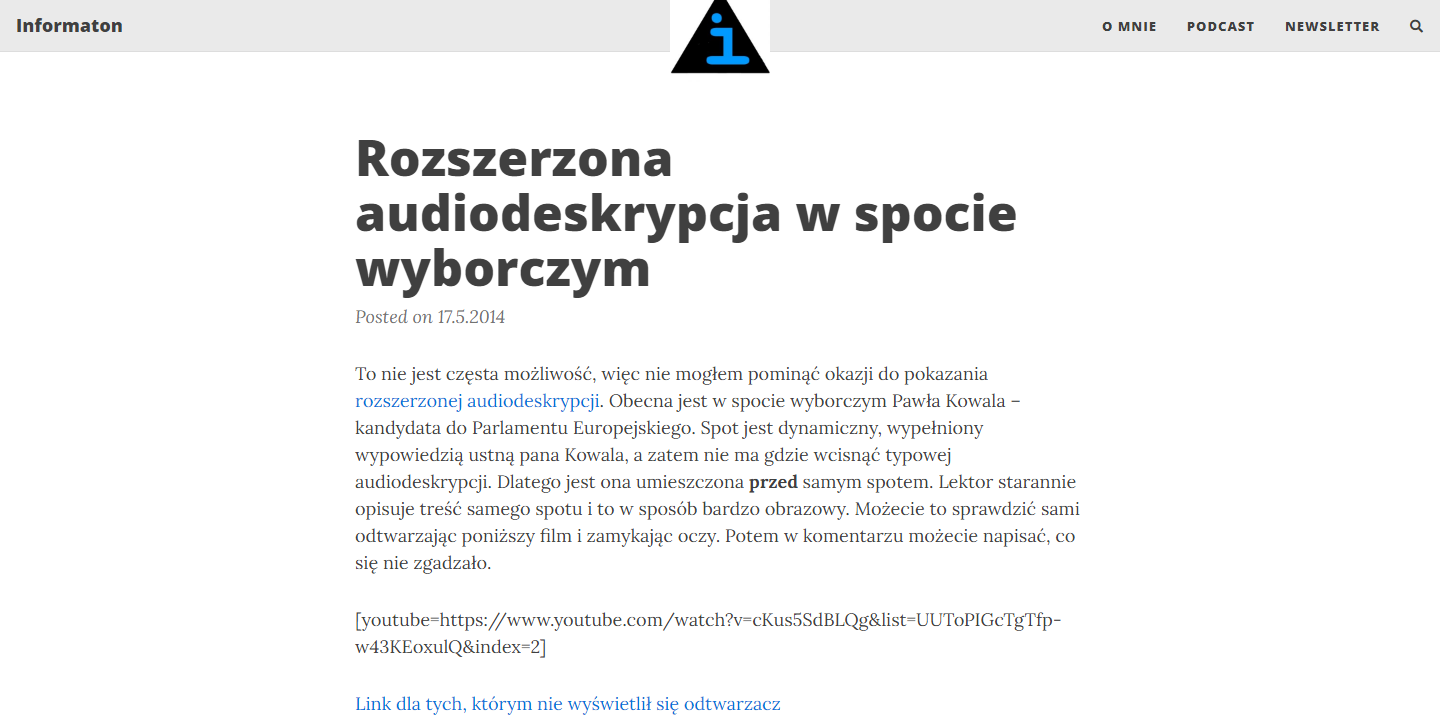 Informaton
i
O MNIE
PODCAST
NEWSLETTER
Rozszerzona
audiodeskrypcja w spocie
wyborczym
Posted on 17.5.2014
To nie jest częsta możliwość, więc nie mogłem pominąć okazji do pokazania
rozszerzonej audiodeskrypcji. Obecna jest w spocie wyborczym Pawła Kowala –
kandydata do Parlamentu Europejskiego. Spot jest dynamiczny, wypełniony
wypowiedzią ustną pana Kowala, a zatem nie ma gdzie wcisnąć typowej
audiodeskrypcji. Dlatego jest ona umieszczona przed samym spotem. Lektor starannie
opisuje treść samego spotu i to w sposób bardzo obrazowy. Możecie to sprawdzić sami
odtwarzając poniższy film i zamykając oczy. Potem w komentarzu możecie napisać, co
się nie zgadzało.
[youtube=https://www.youtube.com/watch?v=cKus5SdBLQg&list=UUToPIGcTgTfp-
w43KEoxulQ&index=2]
Link dla tych, którym nie wyświetlił się odtwarzacz